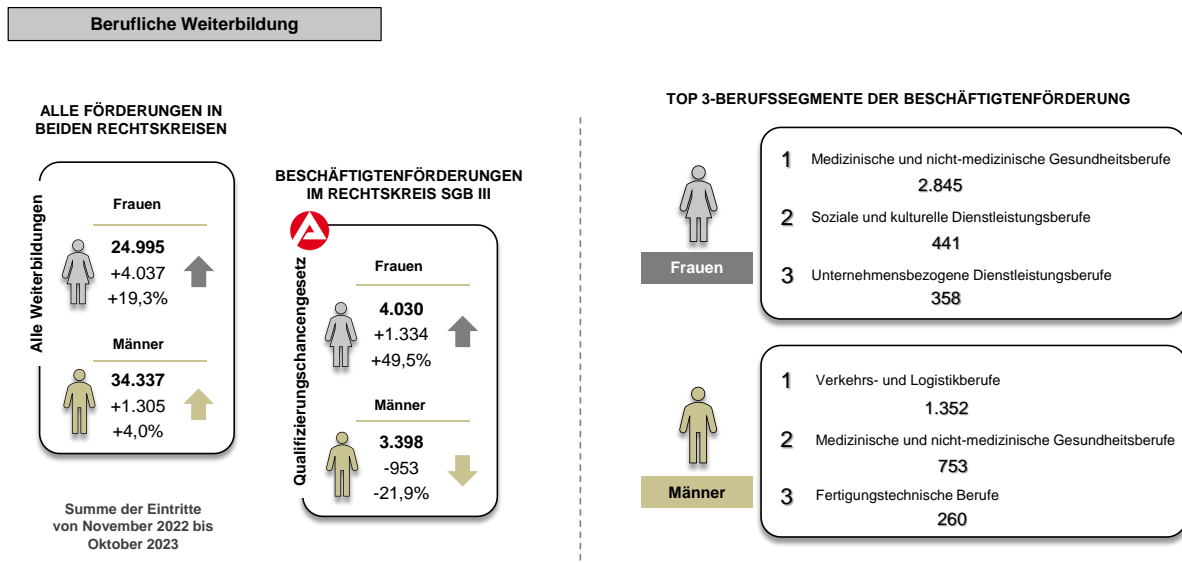 Berufliche Weiterbildung
ALLE FÖRDERUNGEN IN
BEIDEN RECHTSKREISEN
Alle Weiterbildungen
Frauen
24.995
+4.037
+19,3%
Männer
34.337
+1.305
+4,0%
Summe der Eintritte
von November 2022 bis
Oktober 2023
BESCHÄFTIGTENFÖRDERUNGEN
IM RECHTSKREIS SGB III
Qualifizierungschancengesetz
Frauen
4.030
+1.334
+49,5%
Männer
3.398
-953
-21,9%
TOP 3-BERUFSSEGMENTE DER BESCHÄFTIGTENFÖRDERUNG
Frauen
1 Medizinische und nicht-medizinische Gesundheitsberufe
2.845
2 Soziale und kulturelle Dienstleistungsberufe
441
3 Unternehmensbezogene Dienstleistungsberufe
358
Männer
1 Verkehrs- und Logistikberufe
1.352
2 Medizinische und nicht-medizinische Gesundheitsberufe
753
3 Fertigungstechnische Berufe
260